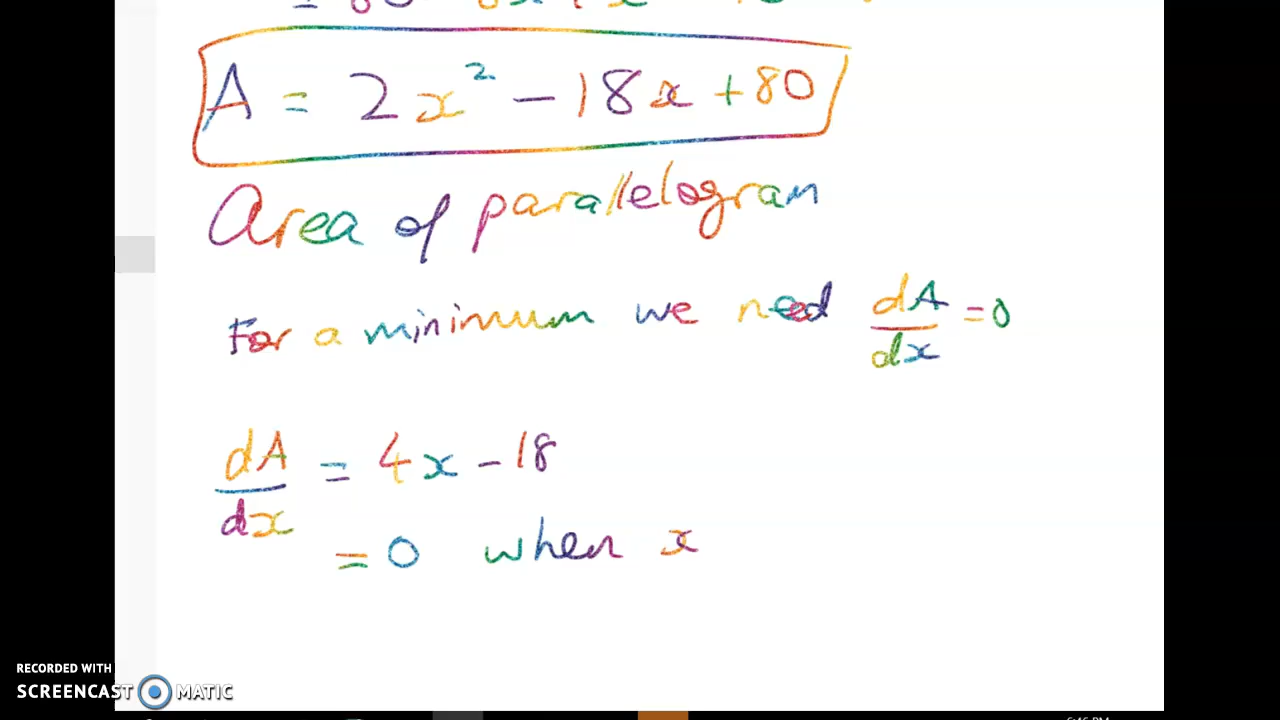 A = 2x² - 18x + 80
Area of parallelogram
For a minimum we need dA/dx = 0
dA/dx = 4x - 18
= 0 when x
RECORDED WITH
SCREENCAST MATIC